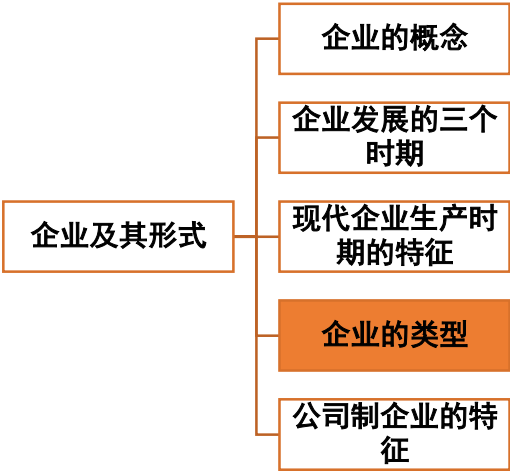 企业的概念
企业发展的三个
时期
企业及其形式
现代企业生产时
期的特征
企业的类型
公司制企业的特
征